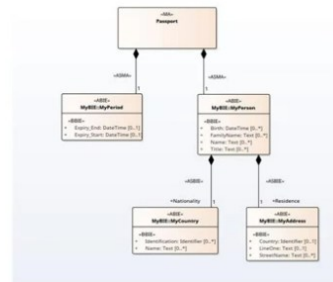 «MA»
Passport
«ASMA»
«ASMA»
1
1
«ABIE»
MyBIE::MyPeriod
«BBIE»
+ Expiry_End: DateTime [0..1]
+ Expiry_Start: DateTime [0..1]
«ABIE»
MyBIE::MyPerson
«BBIE»
+ Birth: DateTime [0..*]
+ FamilyName: Text [0..*]
+ Name: Text [0..*]
+ Title: Text [0..*]
«ASBIE»
«ASBIE»
+Nationality 1
+Residence 1
«ABIE»
MyBIE::MyCountry
«BBIE»
+ Identification: Identifier [0..*]
+ Name: Text [0..*]
«ABIE»
MyBIE::MyAddress
«BBIE»
+ Country: Identifier [0..*]
+ LineOne: Text [0..1]
+ StreetName: Text [0..*]